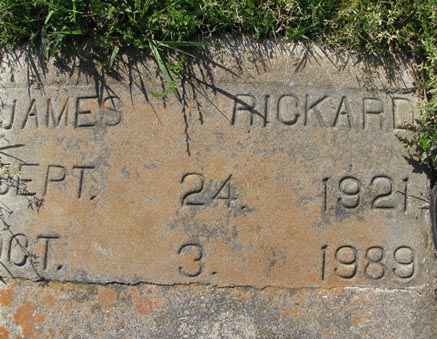 JAMES RICKARD
SEPT. 24. 1921
OCT. 3. 1989